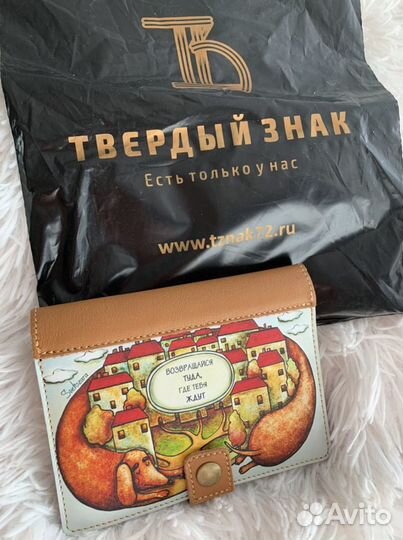 ТВЕРДЫЙ ЗНАК
Есть только у нас
www.tznak72.ru
ВОЗВРАЩАЙСЯ
ТУДА,
ГДЕ ТЕБЯ
ЖДУТ
Avito